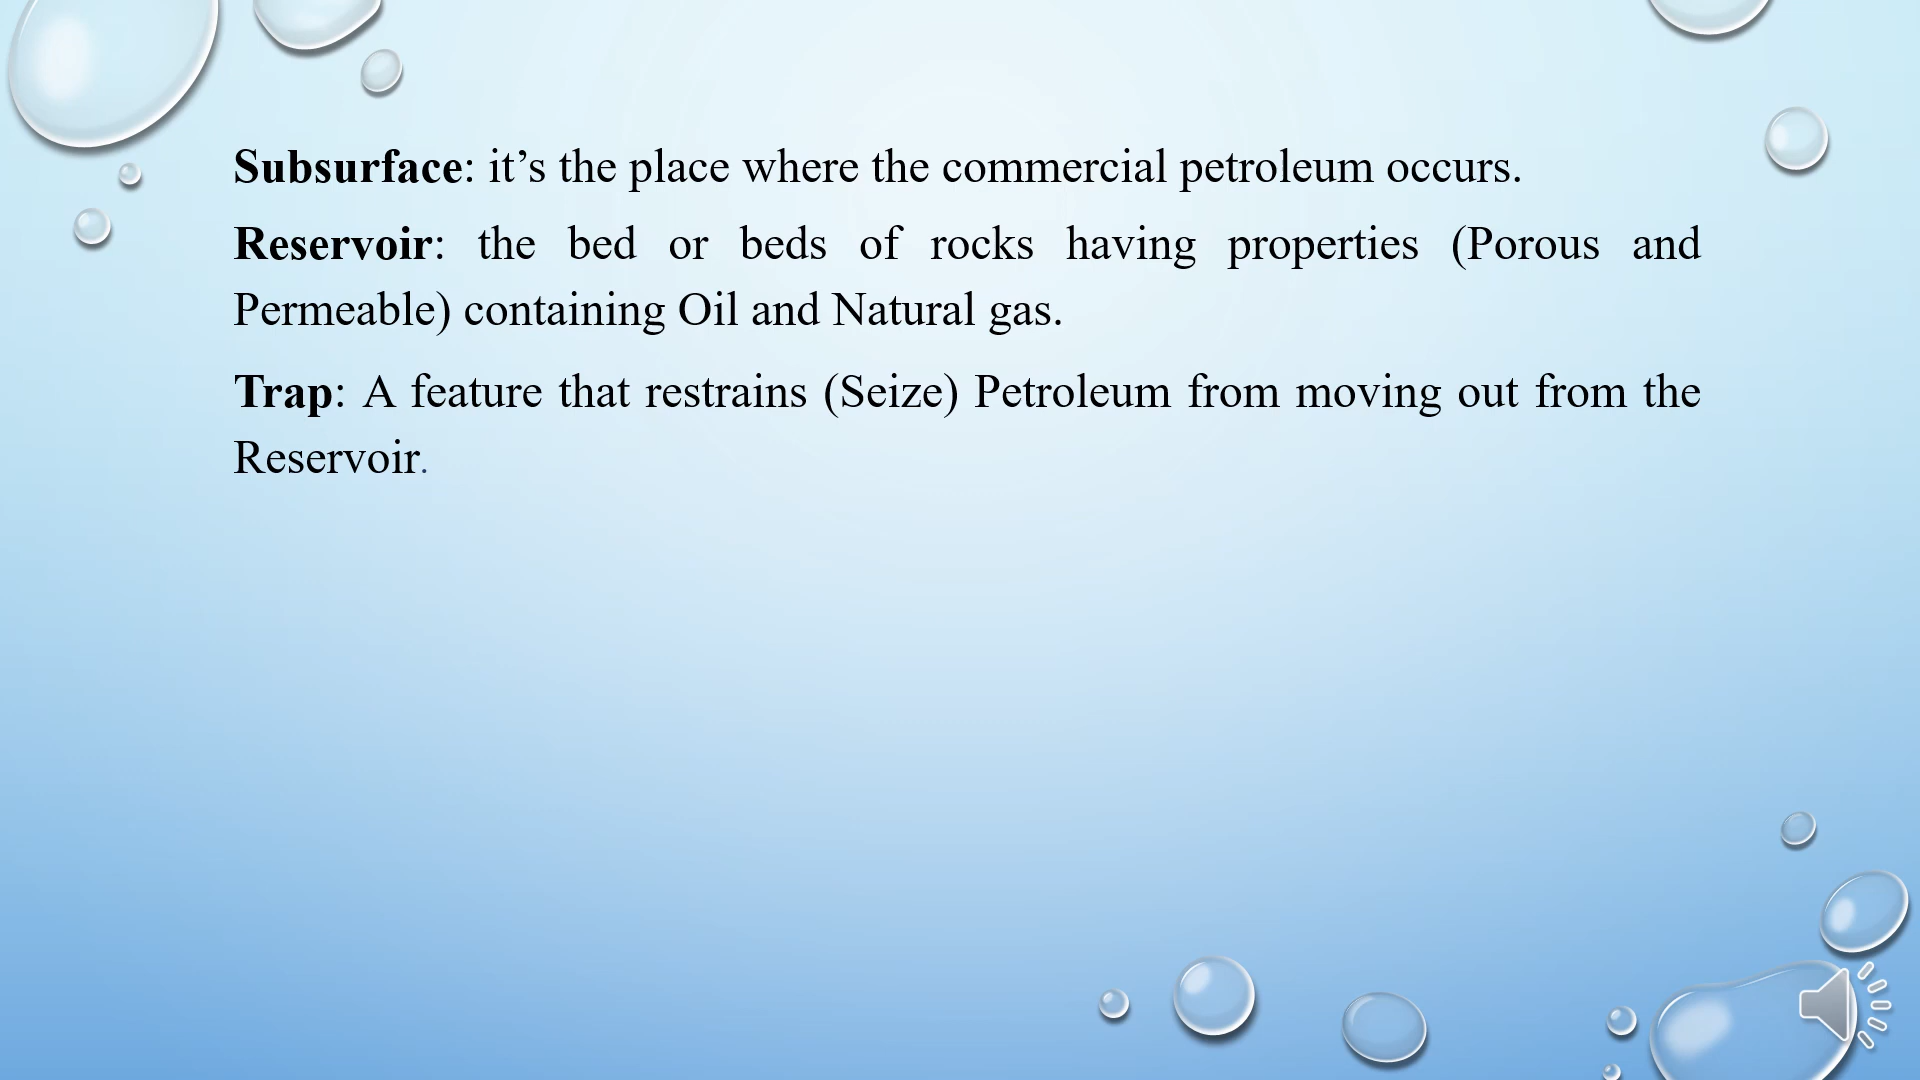 Subsurface: it’s the place where the commercial petroleum occurs.
Reservoir: the bed or beds of rocks having properties (Porous and
Permeable) containing Oil and Natural gas.
Trap: A feature that restrains (Seize) Petroleum from moving out from the
Reservoir.